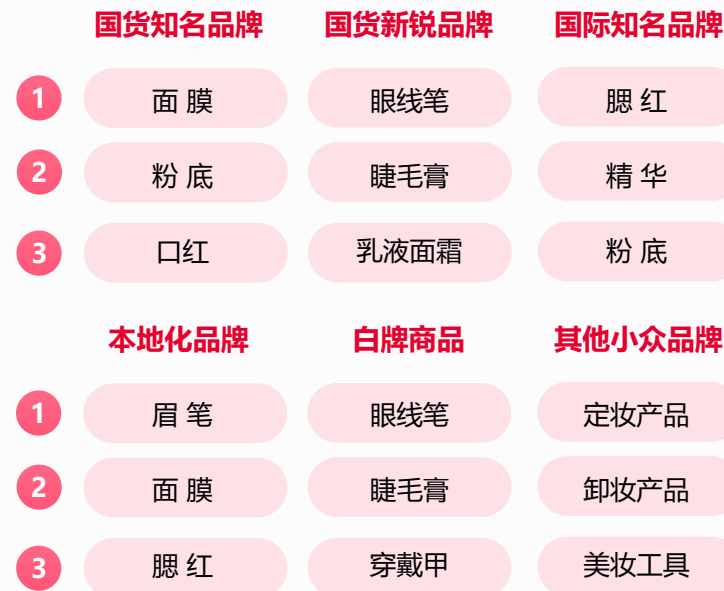 国货知名品牌 国货新锐品牌 国际知名品牌
1 面膜 眼线笔 腮红
2 粉底 睫毛膏 精华
3 口红 乳液面霜 粉底
本地化品牌 白牌商品 其他小众品牌
1 眉笔 眼线笔 定妆产品
2 面膜 睫毛膏 卸妆产品
3 腮红 穿戴甲 美妆工具